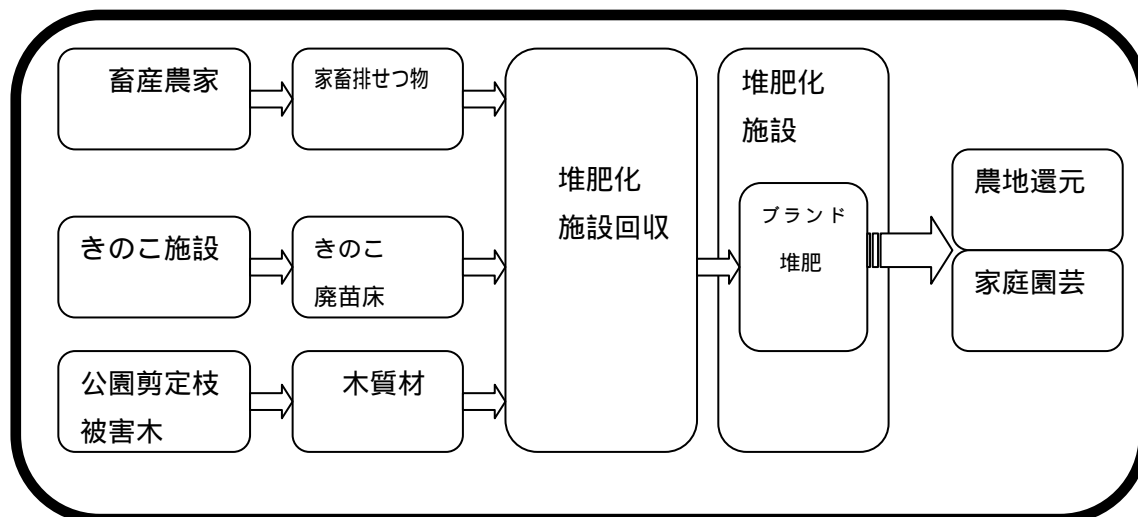 畜産農家
家畜排せつ物
きのこ施設
きのこ
廃苗床
公園剪定枝
被害木
木質材
堆肥化
施設回収
堆肥化
施設
ブランド
堆肥
農地還元
家庭園芸